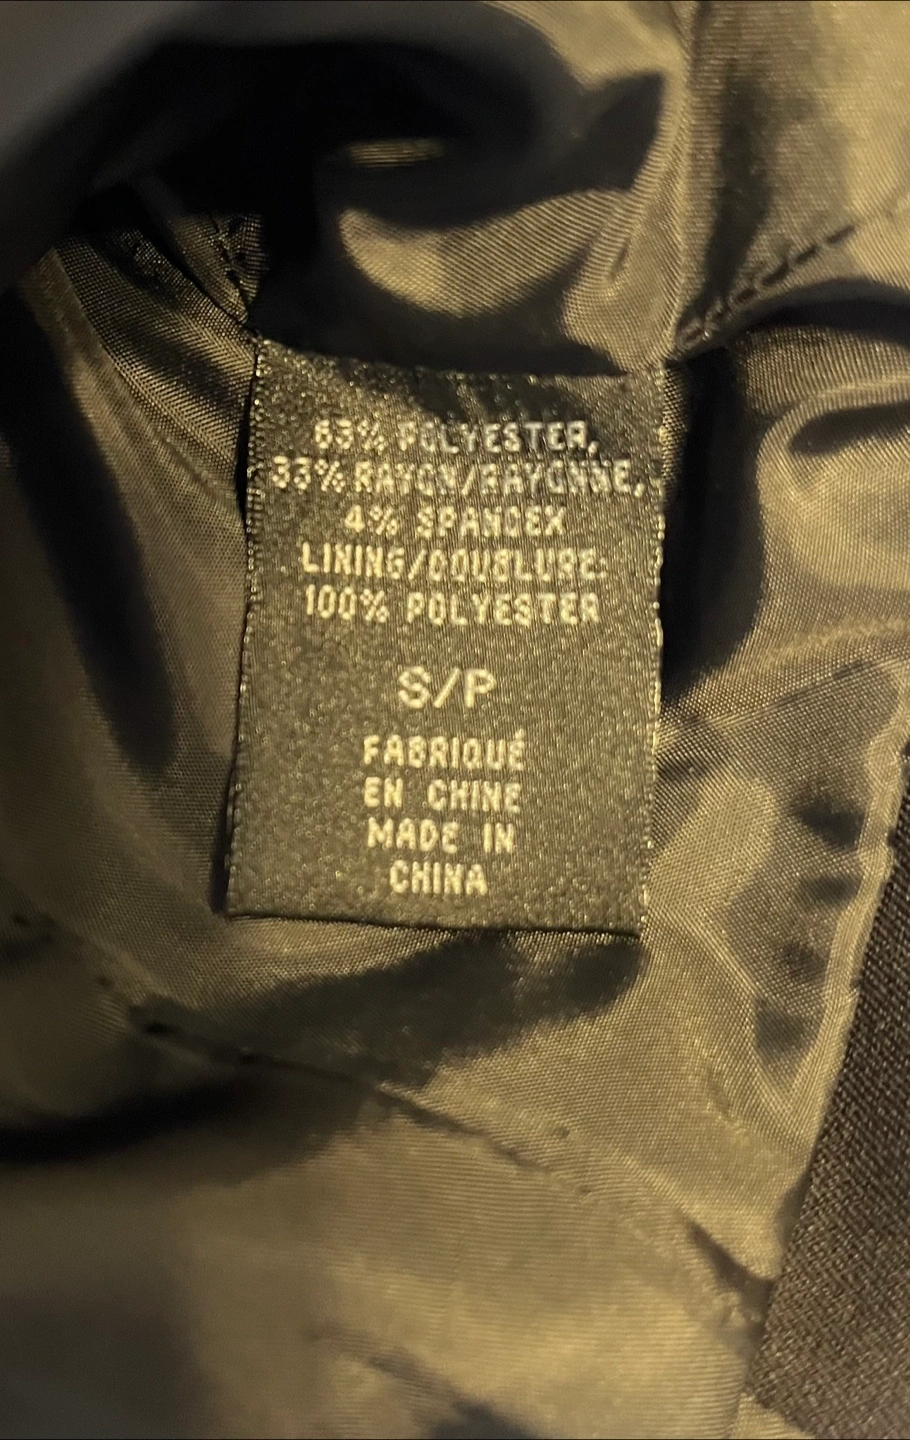 63% POLYESTER,
33% RAYON/RAYONNE,
4% SPANDEX
LINING/DOUBLURE:
100% POLYESTER
S/P
FABRIQUÉ
EN CHINE
MADE IN
CHINA